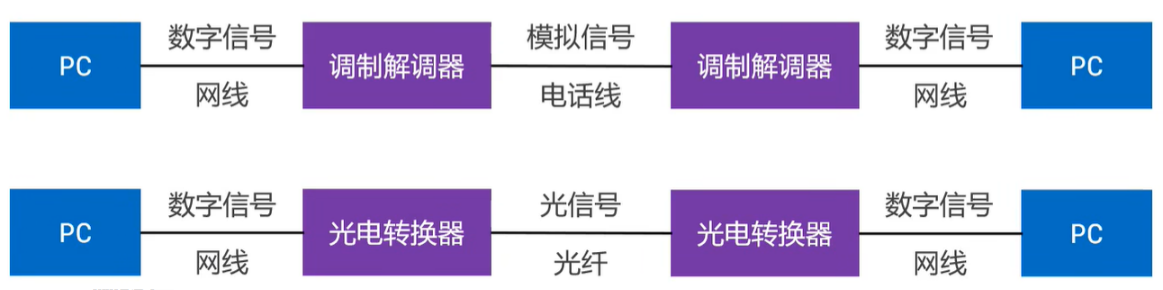 数字信号 模拟信号 数字信号
PC 调制解调器 调制解调器 PC
网线 电话线 网线
数字信号 光信号 数字信号
PC 光电转换器 光电转换器 PC
网线 光纤 网线